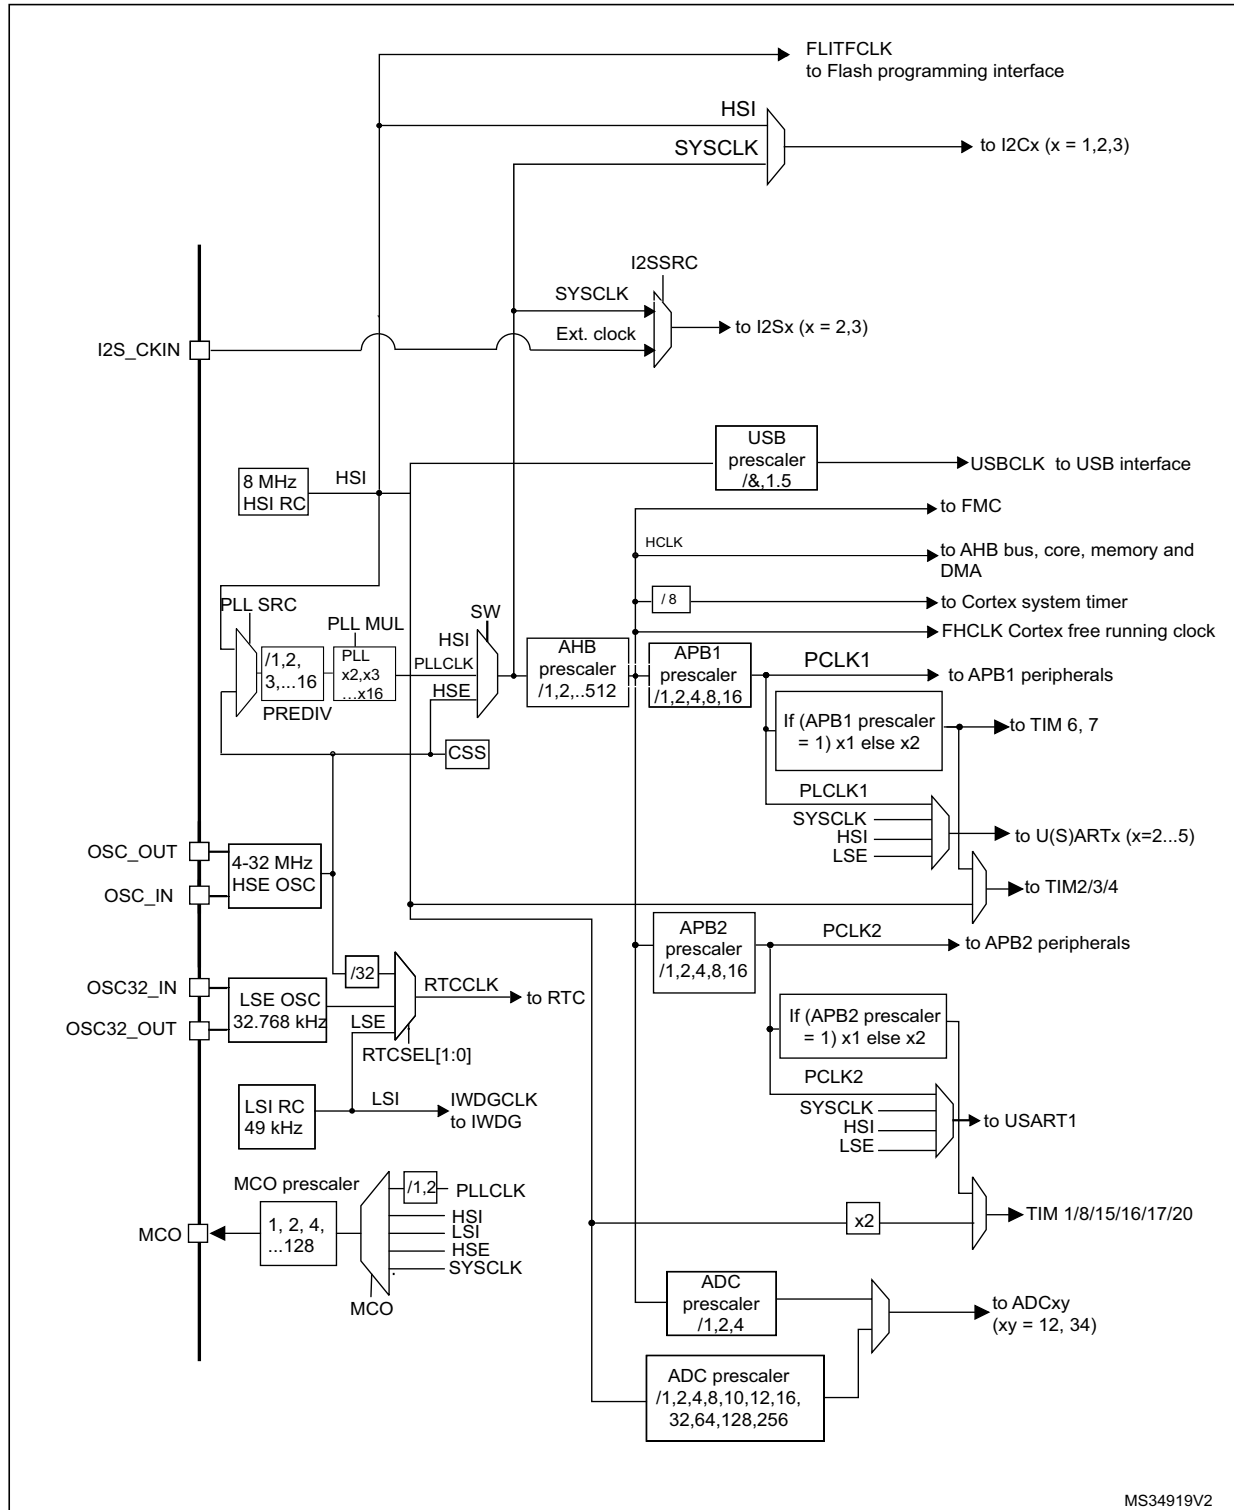 FLITFCLK
to Flash programming interface
HSI
SYSCLK
to I2Cx (x = 1,2,3)
I2SSRC
SYSCLK
to I2Sx (x = 2,3)
Ext. clock
I2S_CKIN
USB
prescaler
/&,1.5
USBCLK to USB interface
8 MHz
HSI RC
HSI
to FMC
HCLK
to AHB bus, core, memory and
DMA
/ 8
to Cortex system timer
FHCLK Cortex free running clock
PLL SRC
PLL MUL
SW
HSI
PLLCLK
HSE
/1,2,
3,...16
PREDIV
PLL
x2,x3
...x16
AHB
prescaler
/1,2,..512
APB1
prescaler
/1,2,4,8,16
PCLK1
to APB1 peripherals
If (APB1 prescaler
= 1) x1 else x2
to TIM 6, 7
CSS
PLCLK1
SYSCLK
HSI
LSE
to U(S)ARTx (x=2...5)
OSC_OUT
OSC_IN
4-32 MHz
HSE OSC
to TIM2/3/4
APB2
prescaler
/1,2,4,8,16
PCLK2
to APB2 peripherals
/32
OSC32_IN
OSC32_OUT
LSE OSC
32.768 kHz
RTCCLK
to RTC
LSE
RTCSEL[1:0]
If (APB2 prescaler
= 1) x1 else x2
PCLK2
SYSCLK
HSI
LSE
to USART1
LSI RC
49 kHz
LSI
IWDGCLK
to IWDG
MCO prescaler
/1,2
PLLCLK
HSI
LSI
HSE
SYSCLK
MCO
1, 2, 4,
...128
MCO
x2
TIM 1/8/15/16/17/20
ADC
prescaler
/1,2,4
to ADCxy
(xy = 12, 34)
ADC prescaler
/1,2,4,8,10,12,16,
32,64,128,256
MS34919V2